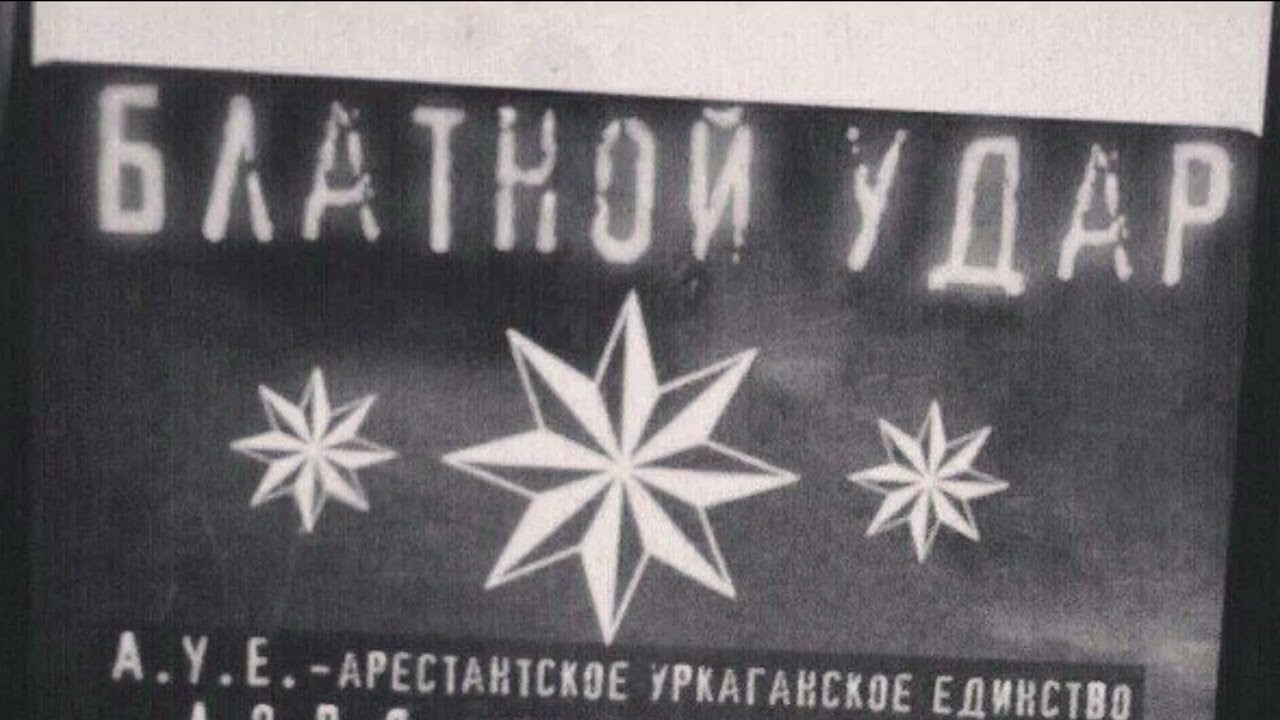 БЛАТНОЙ УДАР
А.У.Е.-АРЕСТАНТСКОЕ УРКАГАНСКОЕ ЕДИНСТВО